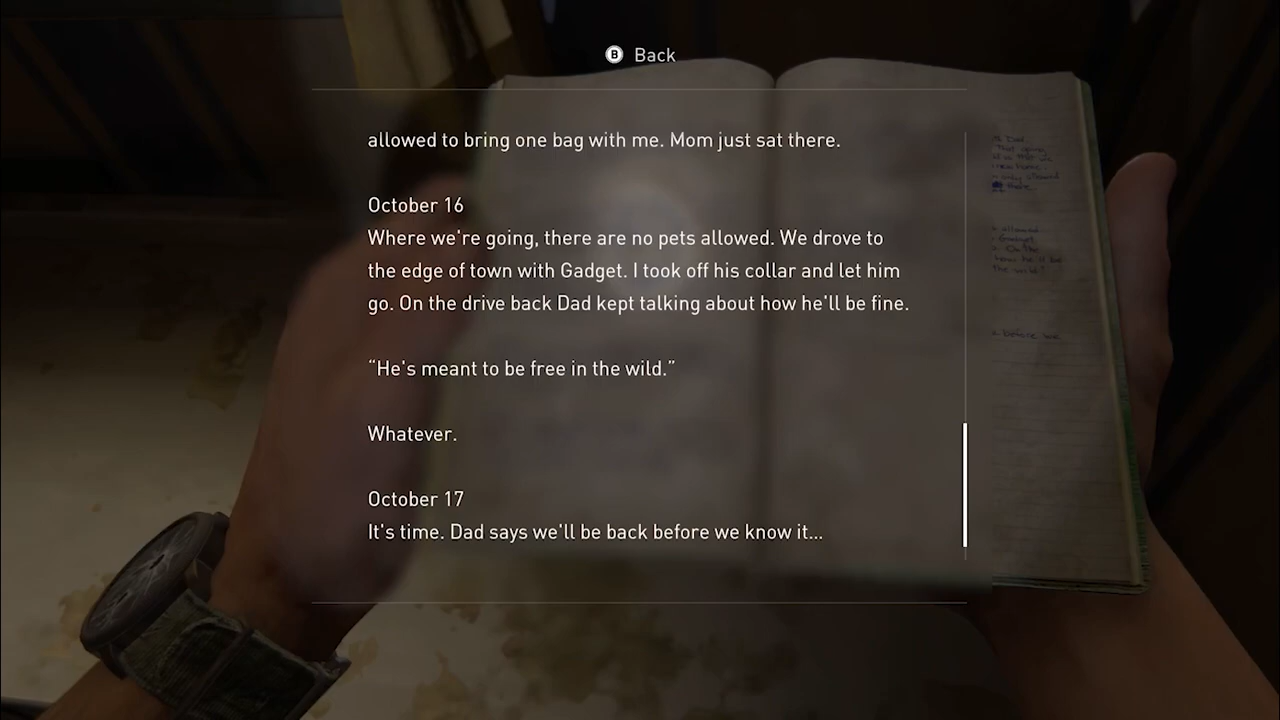 B Back
allowed to bring one bag with me. Mom just sat there.
October 16
Where we're going, there are no pets allowed. We drove to
the edge of town with Gadget. I took off his collar and let him
go. On the drive back Dad kept talking about how he'll be fine.
“He's meant to be free in the wild.”
Whatever.
October 17
It's time. Dad says we'll be back before we know it...